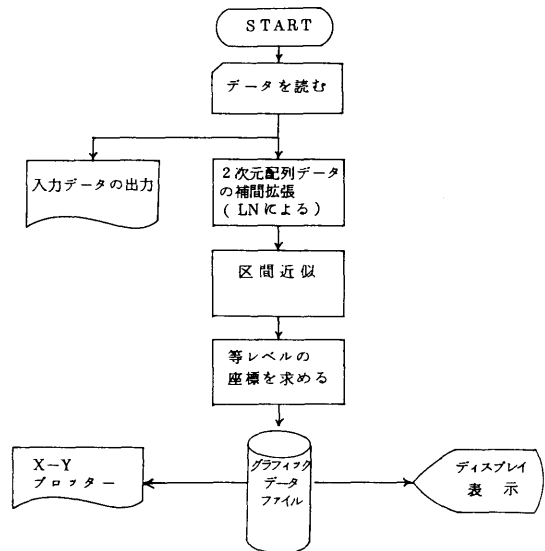 START
データを読む
入力データの出力
2次元配列データ
の補間拡張
( LNによる )
区間近似
等レベルの
座標を求める
X-Y
プロッター
グラフィック
データ
ファイル
ディスプレイ
表示